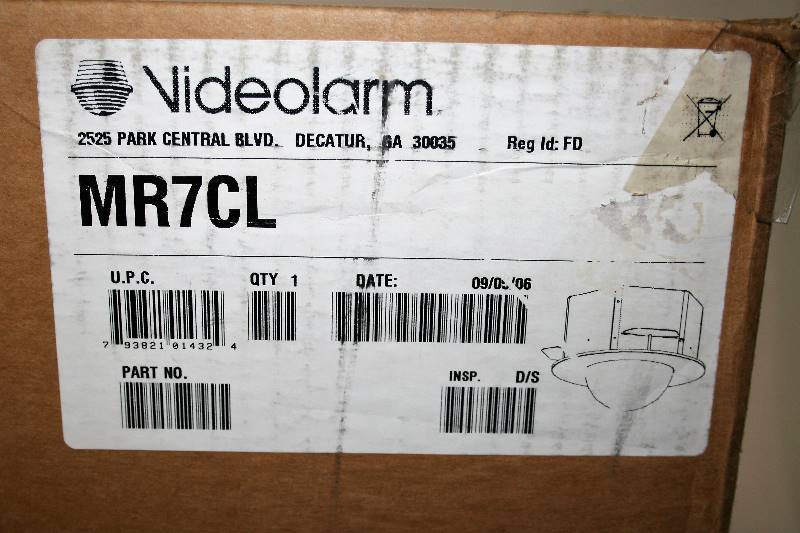 Videolarm
2525 PARK CENTRAL BLVD. DECATUR, GA 30035 Reg Id: FD
MR7CL
U.P.C. QTY 1 DATE:
7 93821 01432 4
PART NO. INSP. D/S